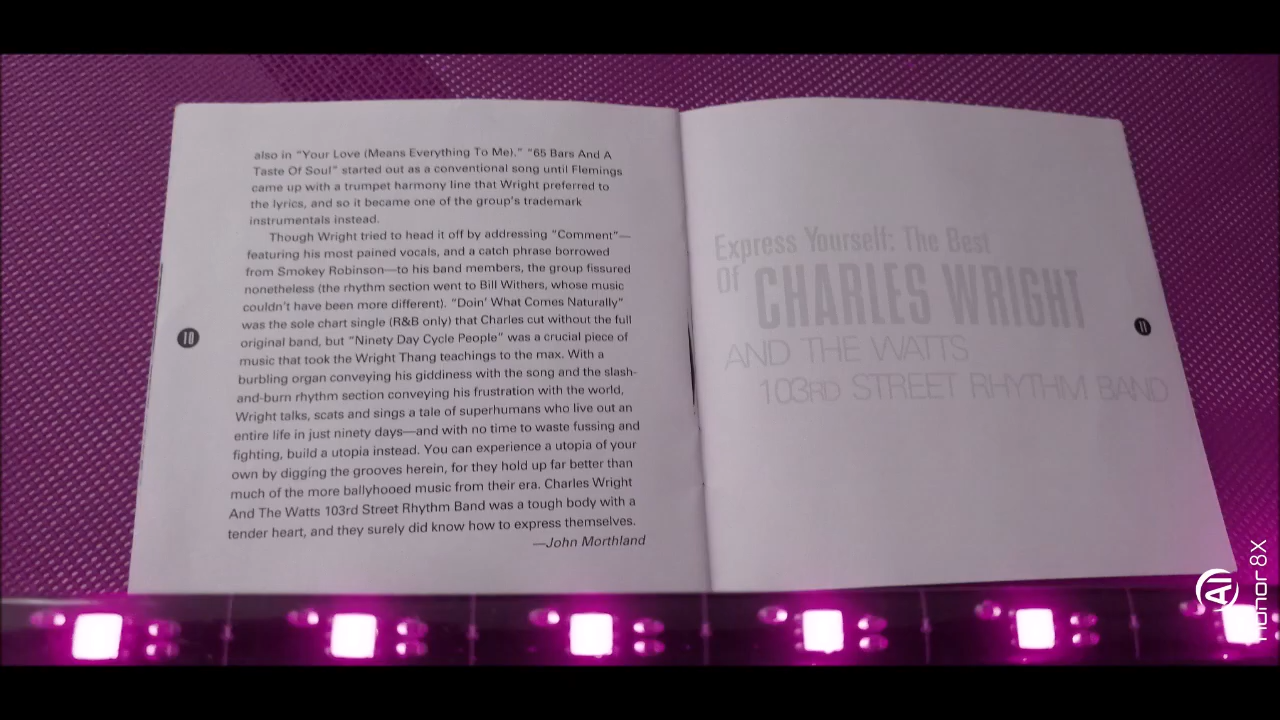 also in “Your Love (Means Everything To Me).” “65 Bars And A
Taste Of Soul” started out as a conventional song until Flemings
came up with a trumpet harmony line that Wright preferred to
the lyrics, and so it became one of the group’s trademark
instrumentals instead.
Though Wright tried to head it off by addressing “Comment”—
featuring his most pained vocals, and a catch phrase borrowed
from Smokey Robinson—to his band members, the group fissured
nonetheless (the rhythm section went to Bill Withers, whose music
couldn’t have been more different). “Doin’ What Comes Naturally”
was the sole chart single (R&B only) that Charles cut without the full
original band, but “Ninety Day Cycle People” was a crucial piece of
music that took the Wright Thang teachings to the max. With a
burbling organ conveying his giddiness with the song and the slash-
and-burn rhythm section conveying his frustration with the world,
Wright talks, scats and sings a tale of superhumans who live out an
entire life in just ninety days—and with no time to waste fussing and
fighting, build a utopia instead. You can experience a utopia of your
own by digging the grooves herein, for they hold up far better than
much of the more ballyhooed music from their era. Charles Wright
And The Watts 103rd Street Rhythm Band was a tough body with a
tender heart, and they surely did know how to express themselves.
—John Morthland
10
Express Yourself: The Best
Of CHARLES WRIGHT
AND THE WATTS
103RD STREET RHYTHM BAND
11
AI
HONOR 8X